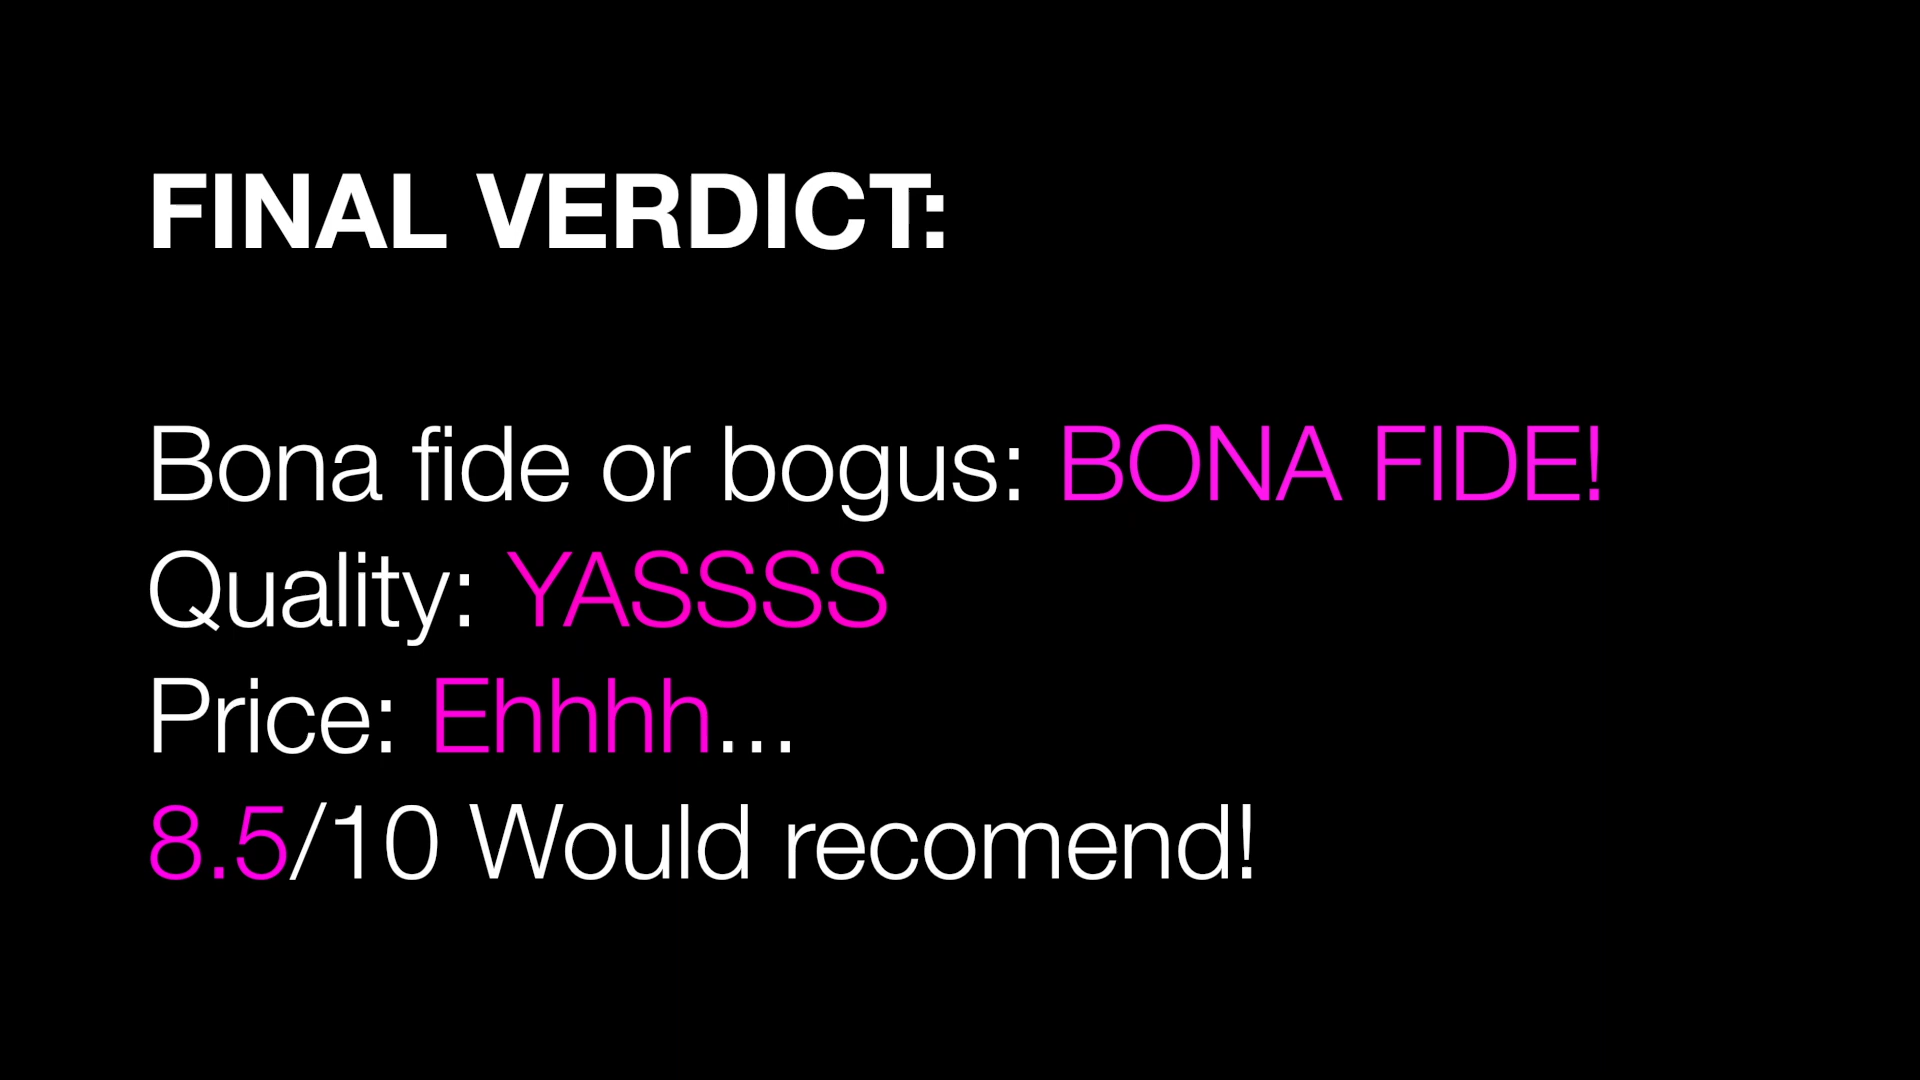 FINAL VERDICT:
Bona fide or bogus: BONA FIDE!
Quality: YASSSS
Price: Ehhhh...
8.5/10 Would recomend!